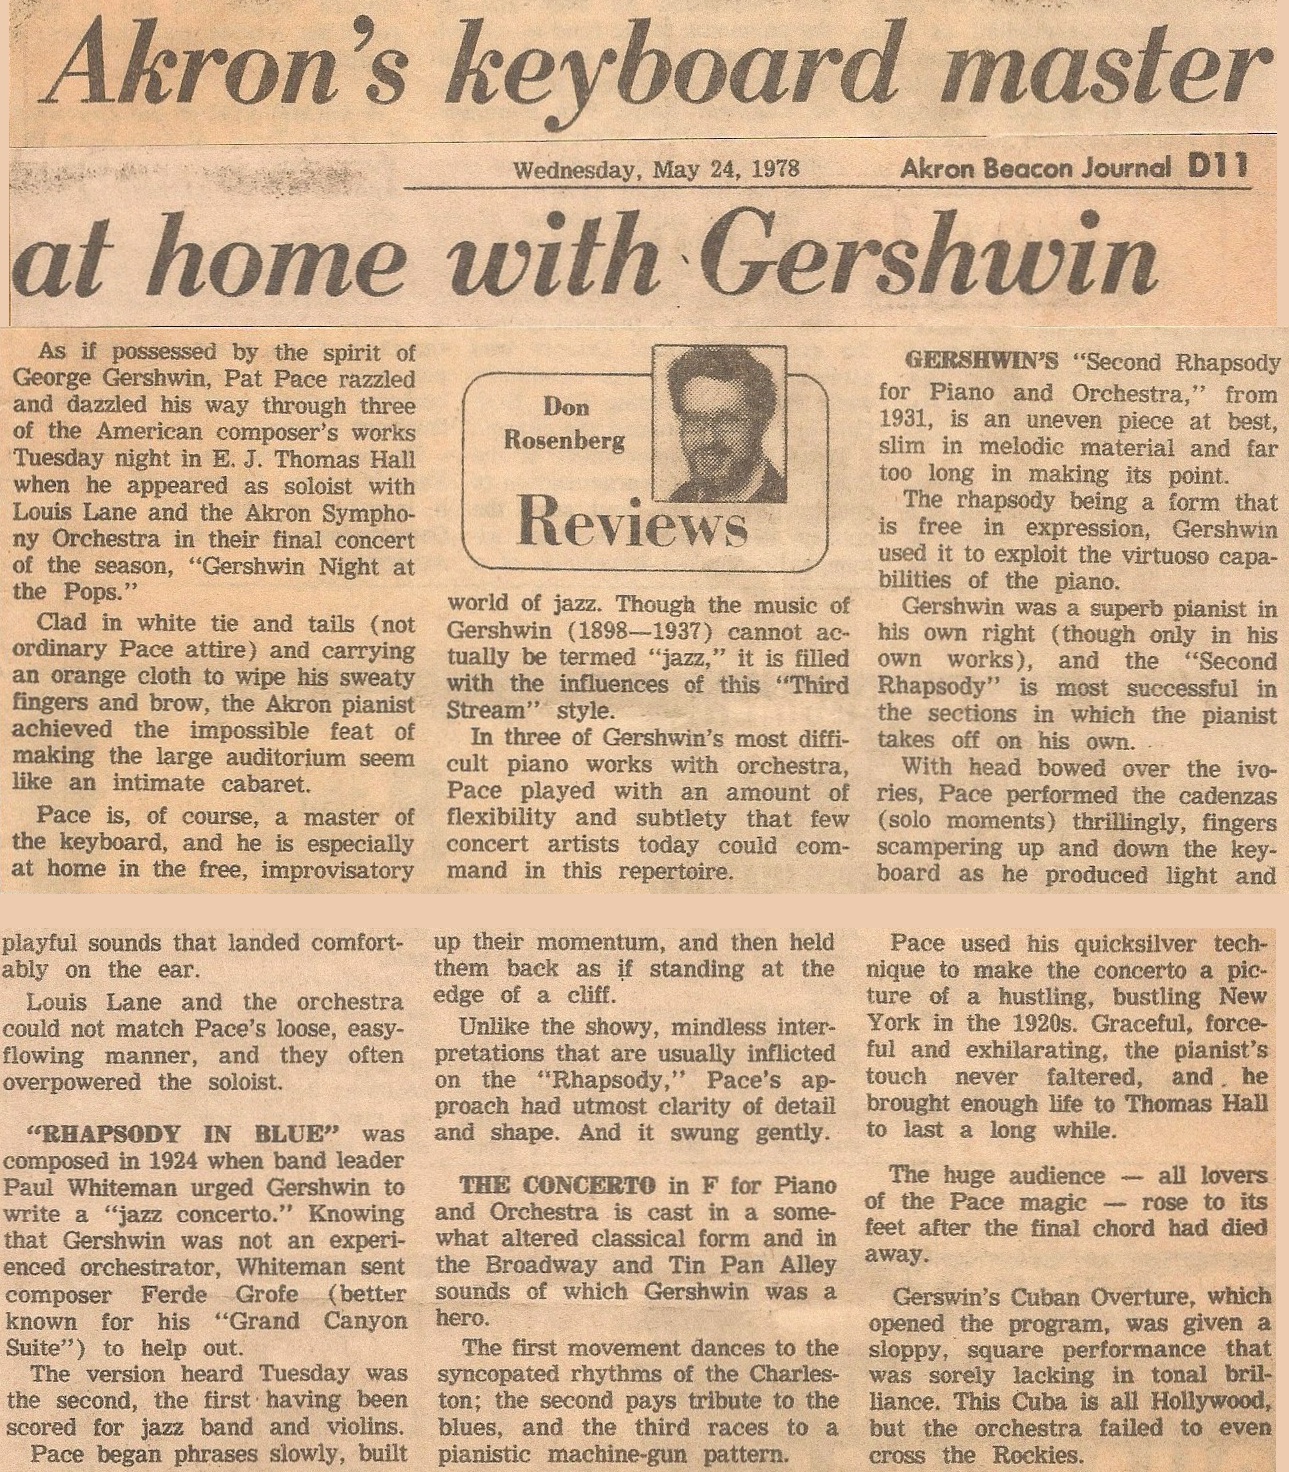 Akron's keyboard master
Wednesday, May 24, 1978 Akron Beacon Journal D11
at home with Gershwin
As if possessed by the spirit of
George Gershwin, Pat Pace razzled
and dazzled his way through three
of the American composer's works
Tuesday night in E. J. Thomas Hall
when he appeared as soloist with
Louis Lane and the Akron Sympho-
ny Orchestra in their final concert
of the season, "Gershwin Night at
the Pops."
Clad in white tie and tails (not
ordinary Pace attire) and carrying
an orange cloth to wipe his sweaty
fingers and brow, the Akron pianist
achieved the impossible feat of
making the large auditorium seem
like an intimate cabaret.
Pace is, of course, a master of
the keyboard, and he is especially
at home in the free, improvisatory
Don
Rosenberg
Reviews
world of jazz. Though the music of
Gershwin (1898—1937) cannot ac-
tually be termed "jazz," it is filled
with the influences of this "Third
Stream" style.
In three of Gershwin's most diffi-
cult piano works with orchestra,
Pace played with an amount of
flexibility and subtlety that few
concert artists today could com-
mand in this repertoire.
GERSHWIN'S "Second Rhapsody
for Piano and Orchestra," from
1931, is an uneven piece at best,
slim in melodic material and far
too long in making its point.
The rhapsody being a form that
is free in expression, Gershwin
used it to exploit the virtuoso capa-
bilities of the piano.
Gershwin was a superb pianist in
his own right (though only in his
own works), and the "Second
Rhapsody" is most successful in
the sections in which the pianist
takes off on his own.
With head bowed over the ivo-
ries, Pace performed the cadenzas
(solo moments) thrillingly, fingers
scampering up and down the key-
board as he produced light and
playful sounds that landed comfort-
ably on the ear.
Louis Lane and the orchestra
could not match Pace's loose, easy-
flowing manner, and they often
overpowered the soloist.
"RHAPSODY IN BLUE" was
composed in 1924 when band leader
Paul Whiteman urged Gershwin to
write a "jazz concerto." Knowing
that Gershwin was not an experi-
enced orchestrator, Whiteman sent
composer Ferde Grofe (better
known for his "Grand Canyon
Suite") to help out.
The version heard Tuesday was
the second, the first having been
scored for jazz band and violins.
Pace began phrases slowly, built
up their momentum, and then held
them back as if standing at the
edge of a cliff.
Unlike the showy, mindless inter-
pretations that are usually inflicted
on the "Rhapsody," Pace's ap-
proach had utmost clarity of detail
and shape. And it swung gently.
THE CONCERTO in F for Piano
and Orchestra is cast in a some-
what altered classical form and in
the Broadway and Tin Pan Alley
sounds of which Gershwin was a
hero.
The first movement dances to the
syncopated rhythms of the Charles-
ton; the second pays tribute to the
blues, and the third races to a
pianistic machine-gun pattern.
Pace used his quicksilver tech-
nique to make the concerto a pic-
ture of a hustling, bustling New
York in the 1920s. Graceful, force-
ful and exhilarating, the pianist's
touch never faltered, and he
brought enough life to Thomas Hall
to last a long while.
The huge audience — all lovers
of the Pace magic — rose to its
feet after the final chord had died
away.
Gerswin's Cuban Overture, which
opened the program, was given a
sloppy, square performance that
was sorely lacking in tonal bril-
liance. This Cuba is all Hollywood,
but the orchestra failed to even
cross the Rockies.